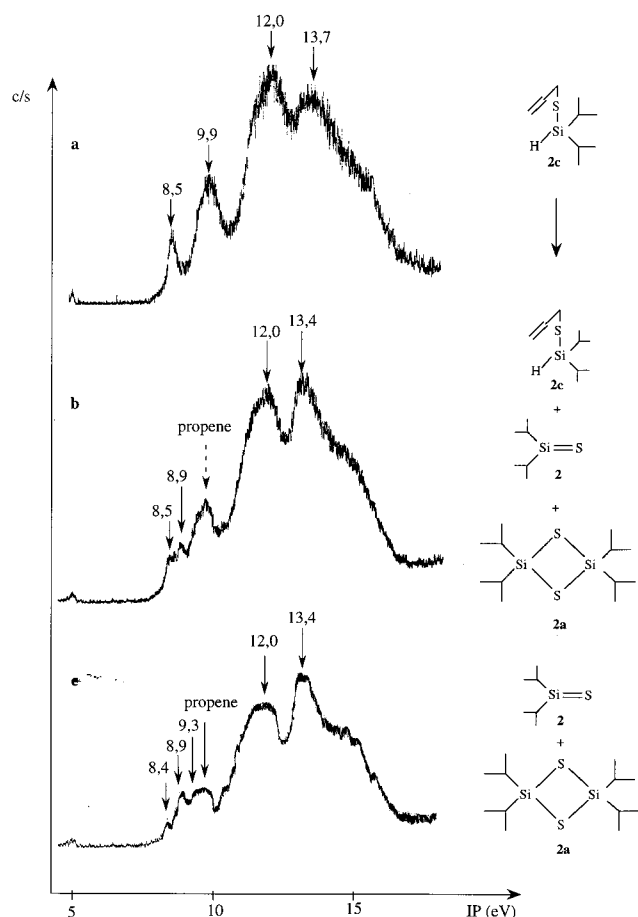 c/s
a
8,5
9,9
12,0
13,7
S
Si
H
2c
b
8,5
8,9
propene
12,0
13,4
S
Si
H
2c
+
Si
S
2
+
S
Si
Si
S
2a
c
8,4
8,9
9,3
propene
12,0
13,4
Si
S
2
+
S
Si
Si
S
2a
5
10
15
IP (eV)